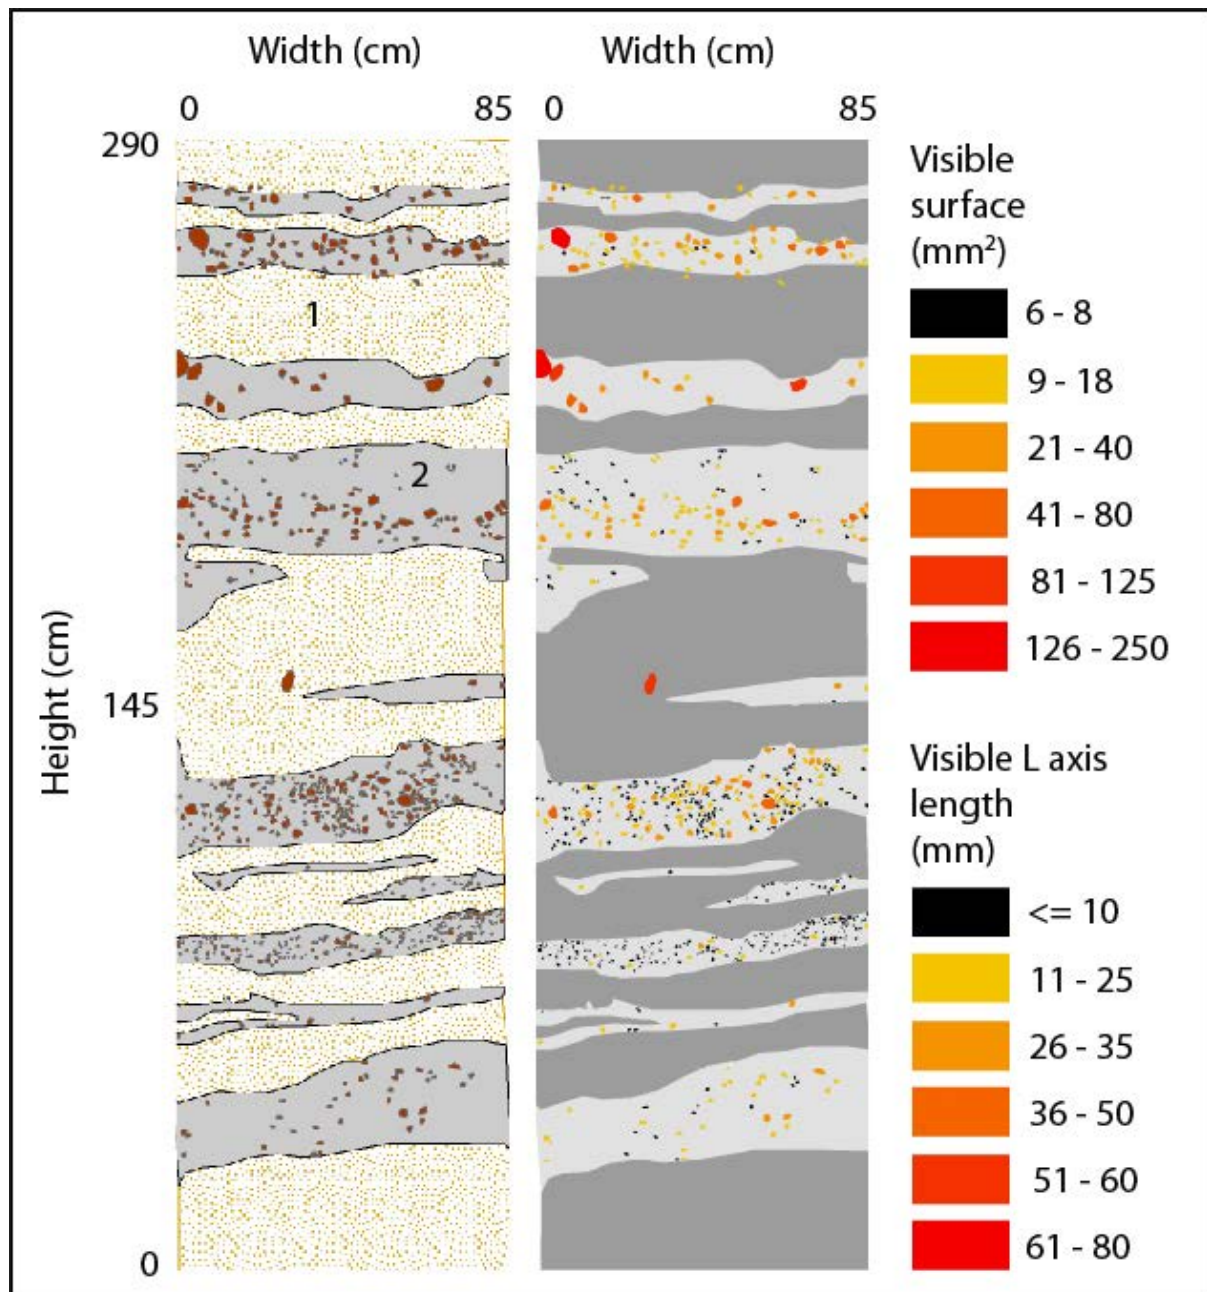 Width (cm)
Width (cm)
0 85
0 85
290
145
0
Height (cm)
1
2
Visible
surface
(mm²)
6 - 8
9 - 18
21 - 40
41 - 80
81 - 125
126 - 250
Visible L axis
length
(mm)
<= 10
11 - 25
26 - 35
36 - 50
51 - 60
61 - 80